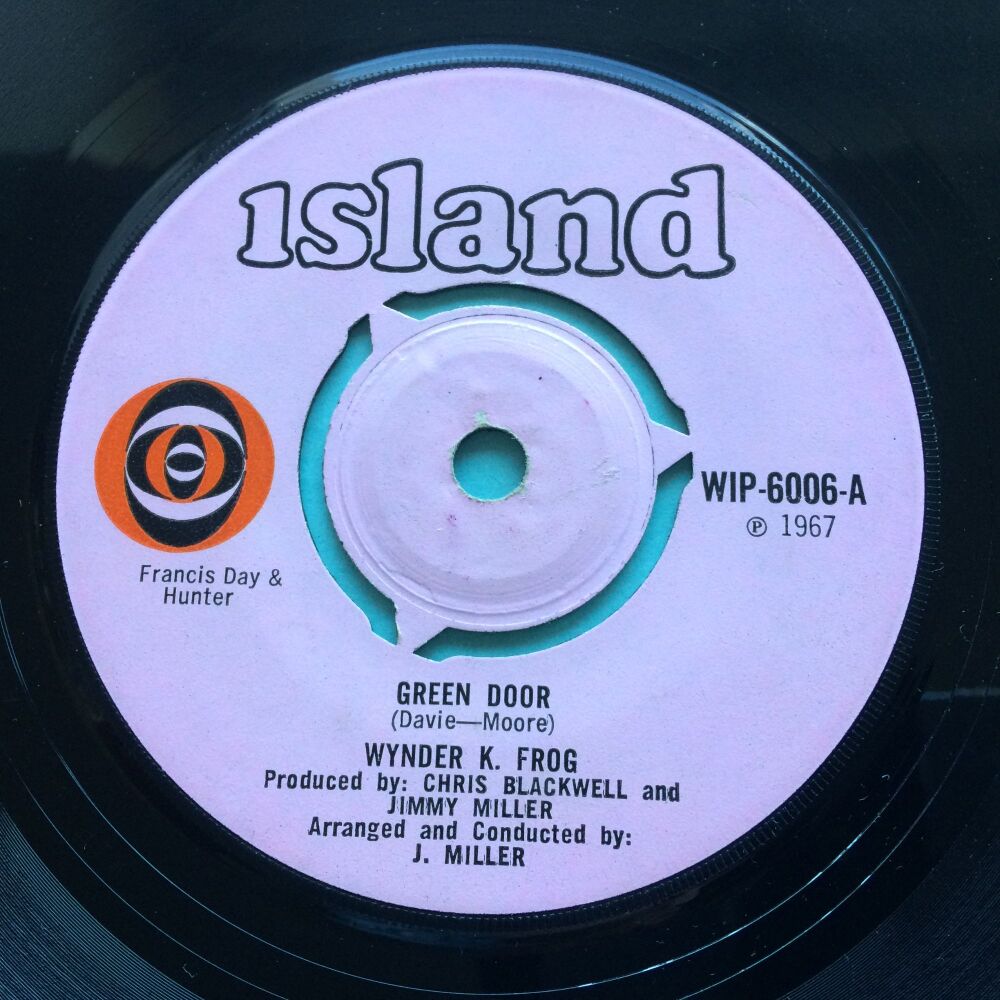 island
WIP-6006-A
℗ 1967
Francis Day &
Hunter
GREEN DOOR
(Davie—Moore)
WYNDER K. FROG
Produced by: CHRIS BLACKWELL and
JIMMY MILLER
Arranged and Conducted by:
J. MILLER